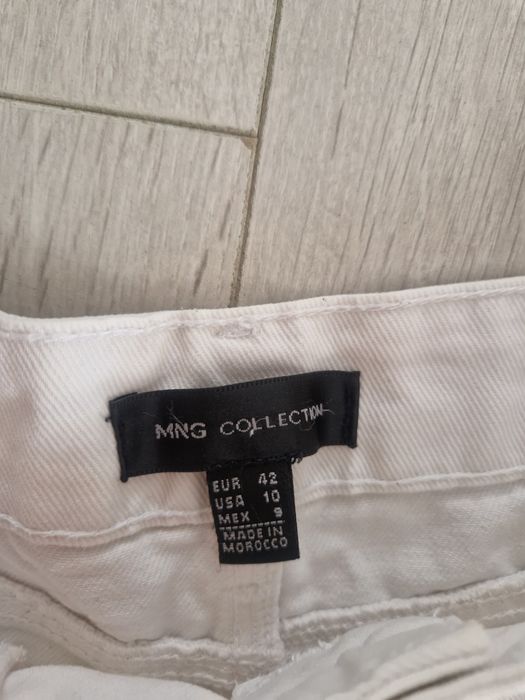 MNG COLLECTION
EUR 42
USA 10
MEX 9
MADE IN
MOROCCO